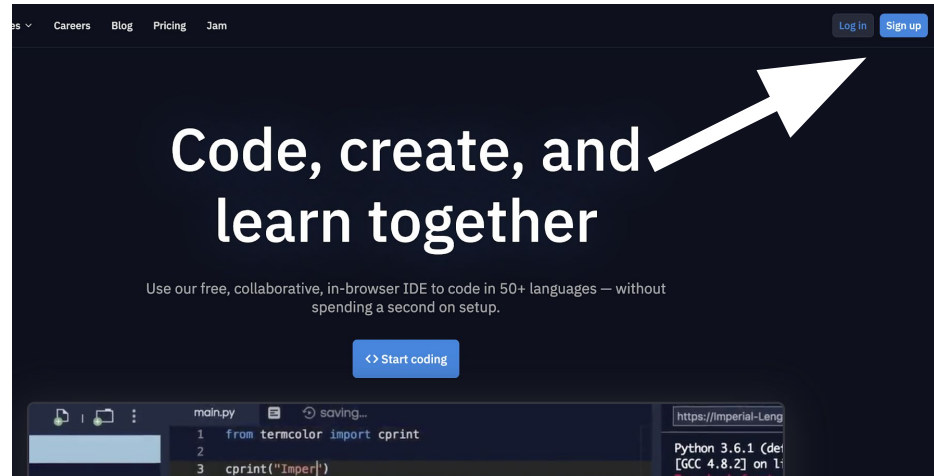 es
Careers
Blog
Pricing
Jam
Log in
Sign up
Code, create, and
learn together
Use our free, collaborative, in-browser IDE to code in 50+ languages — without
spending a second on setup.
<> Start coding
main.py
saving...
https://Imperial-Leng
1 from termcolor import cprint
2
3 cprint("Imper")
Python 3.6.1 (def
[GCC 4.8.2] on li